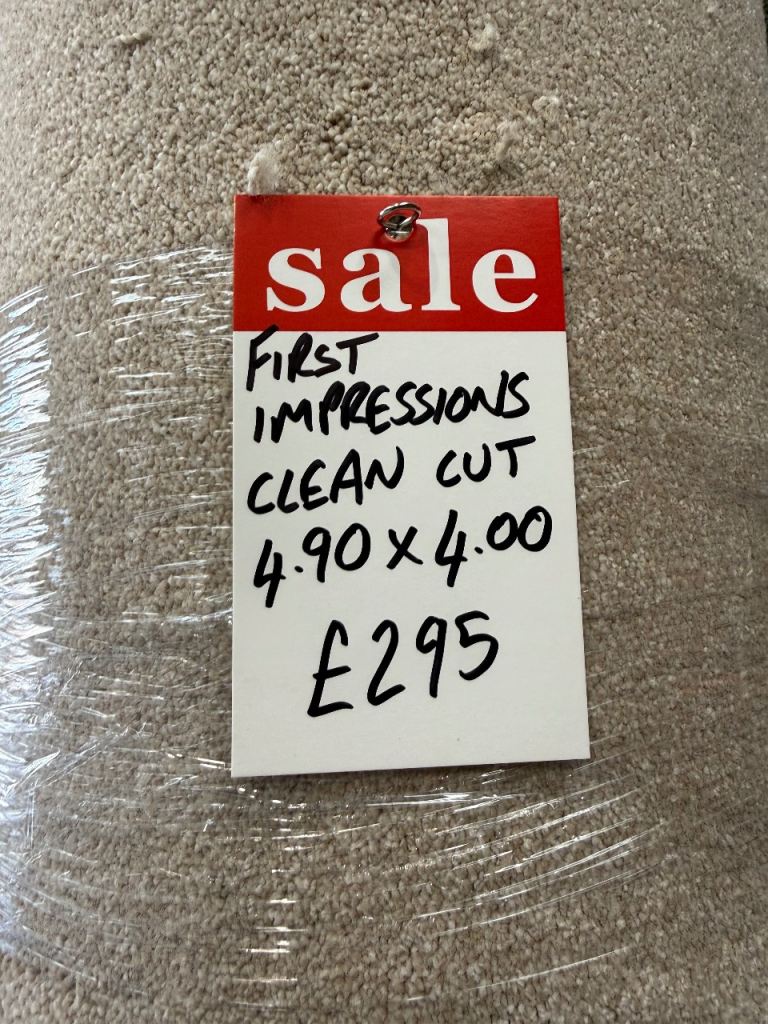 sale
FIRST
IMPRESSIONS
CLEAN CUT
4.90 x 4.00
£295